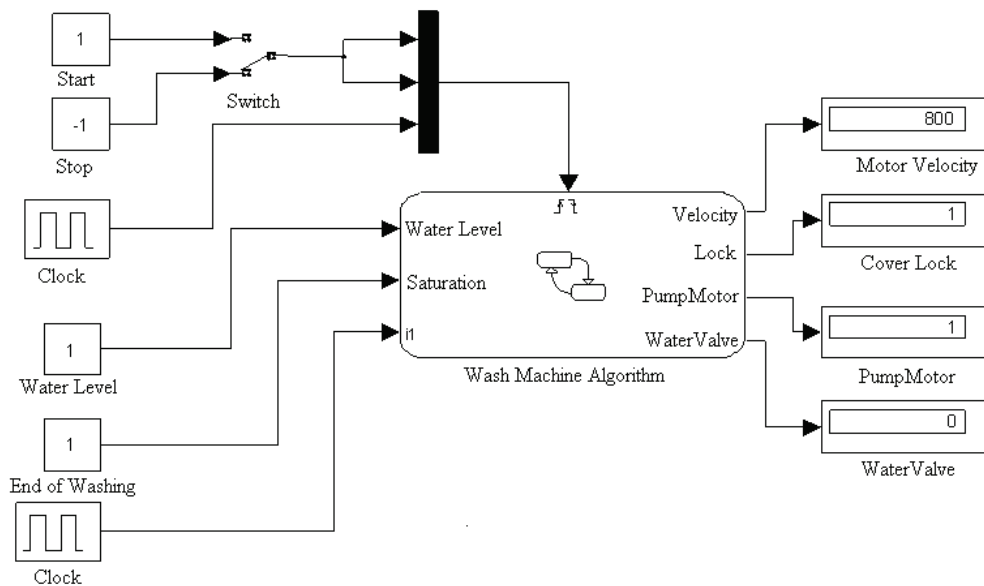 1
Start
-1
Stop
Switch
Clock
1
Water Level
1
End of Washing
Clock
Water Level
Saturation
i1
Velocity
Lock
PumpMotor
WaterValve
Wash Machine Algorithm
800
Motor Velocity
1
Cover Lock
1
PumpMotor
0
WaterValve